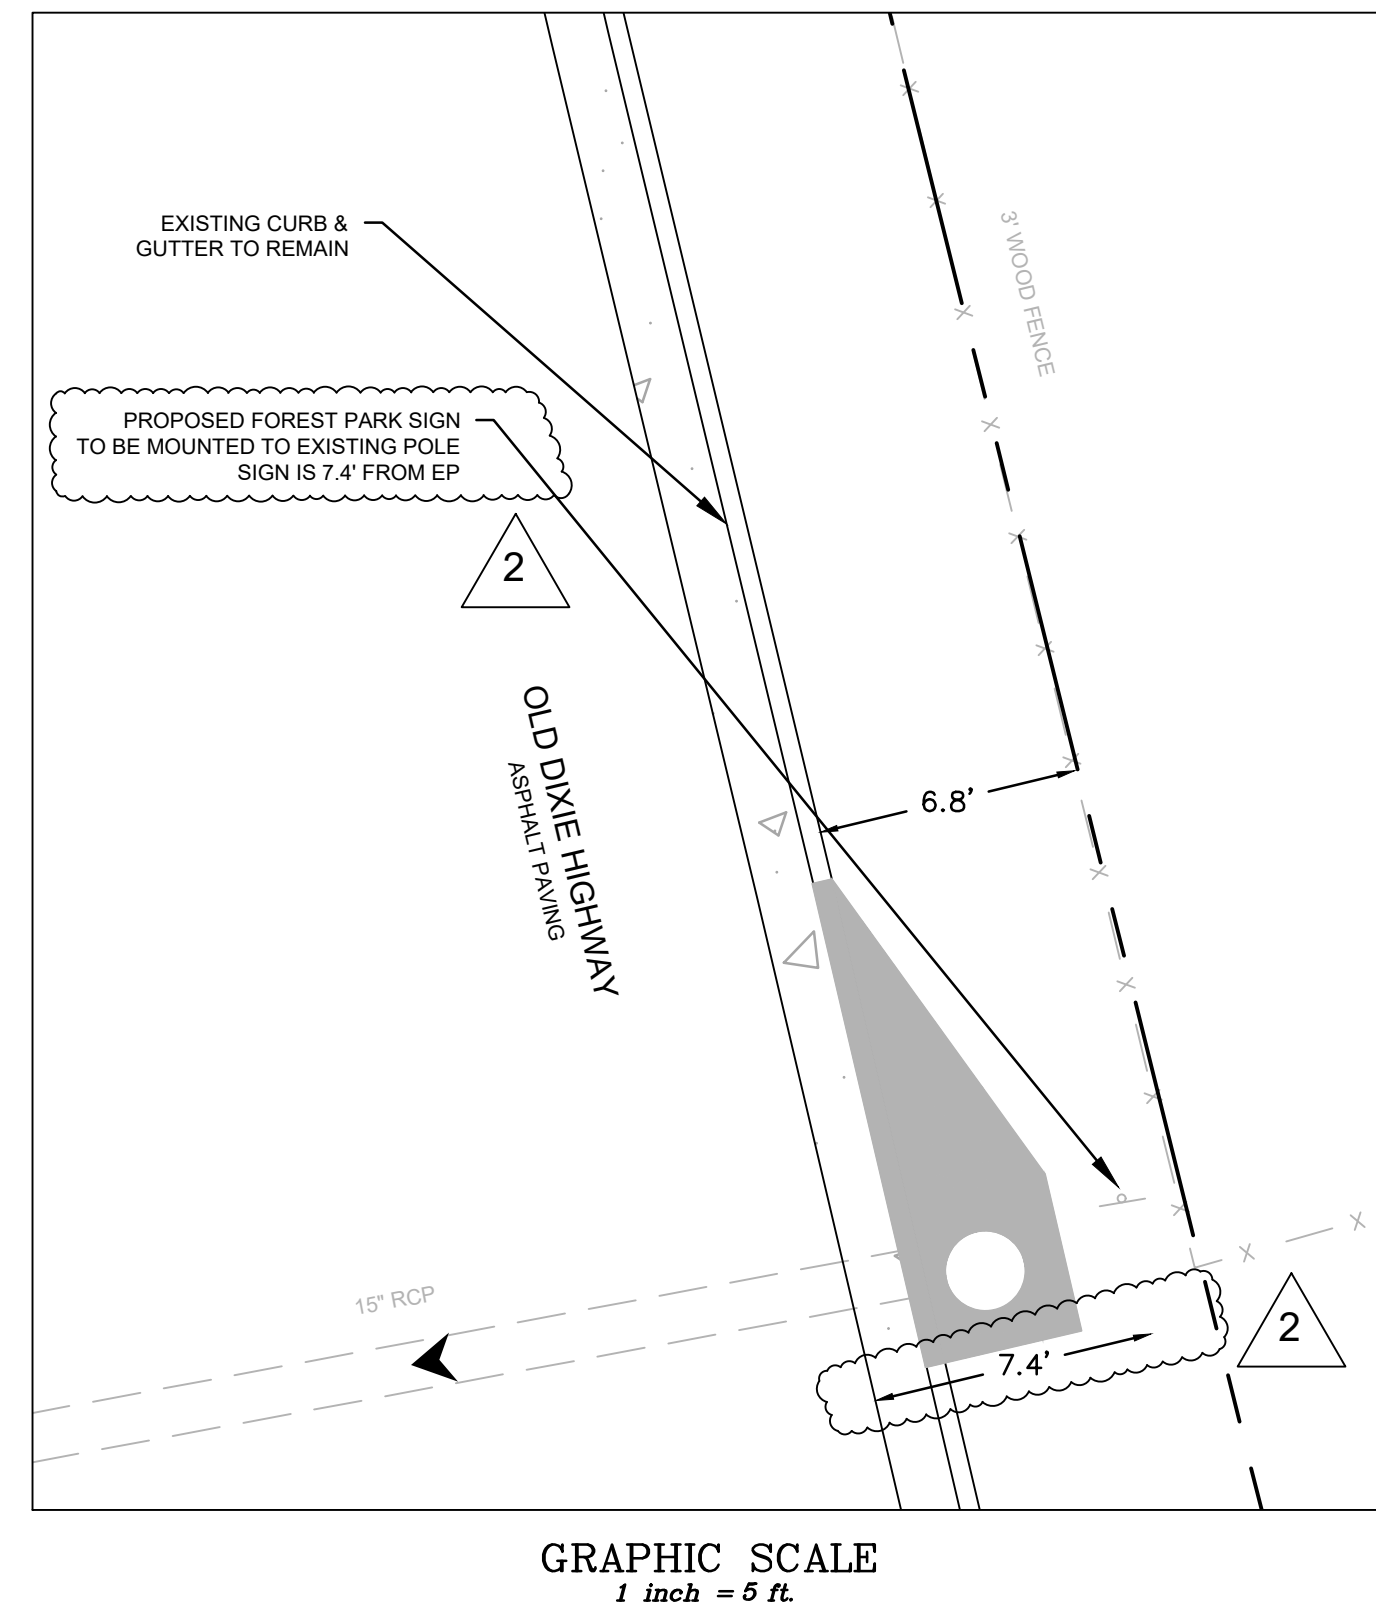 EXISTING CURB &
GUTTER TO REMAIN
3' WOOD FENCE
PROPOSED FOREST PARK SIGN
TO BE MOUNTED TO EXISTING POLE
SIGN IS 7.4' FROM EP
2
OLD DIXIE HIGHWAY
ASPHALT PAVING
6.8'
15" RCP
7.4'
2
GRAPHIC SCALE
1 inch = 5 ft.